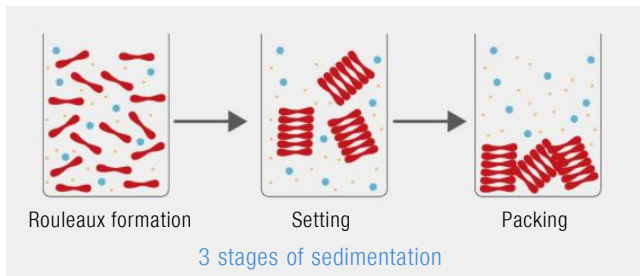 Rouleaux formation
Setting
Packing
3 stages of sedimentation